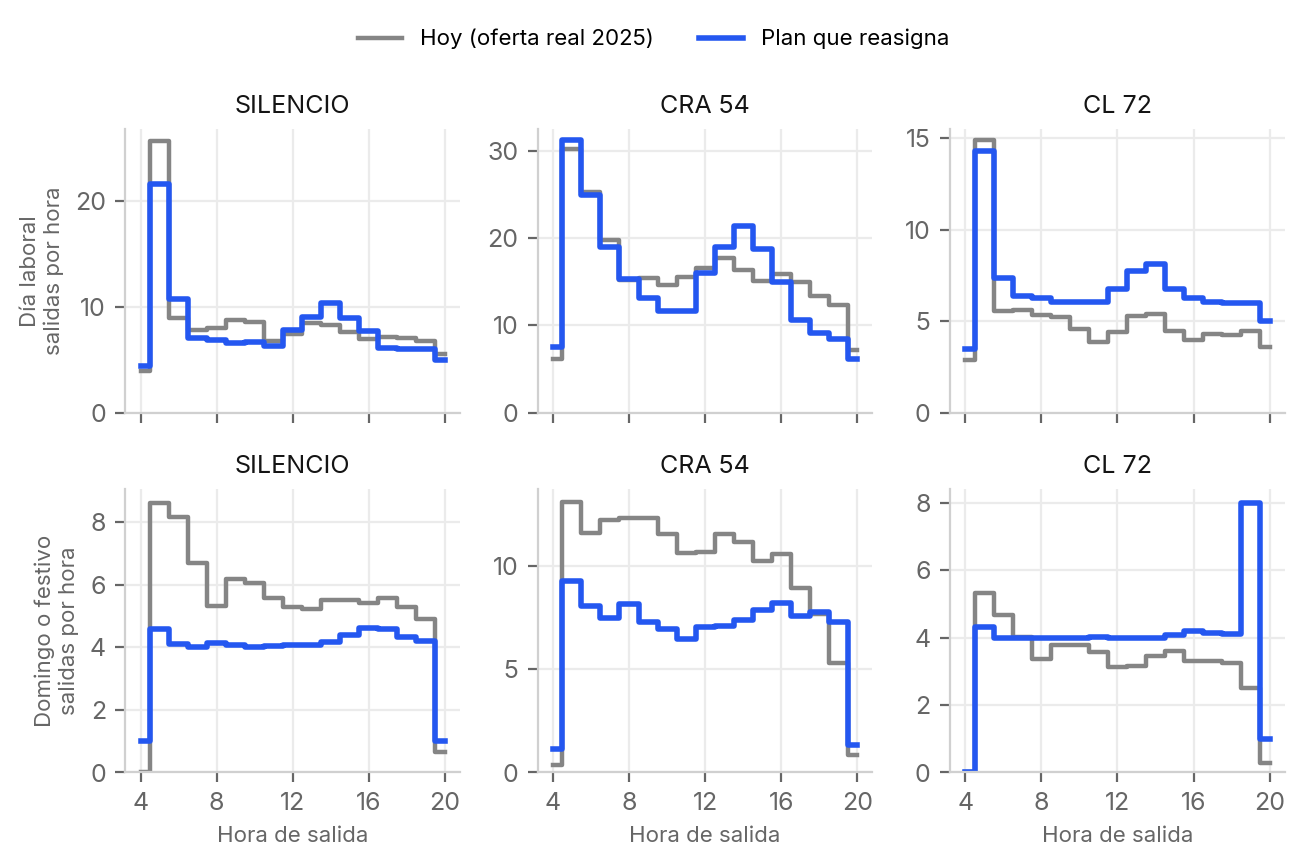 Hoy (oferta real 2025) Plan que reasigna
SILENCIO CRA 54 CL 72
Día laboral
salidas por hora
20
10
0
30
20
10
0
15
10
5
0
SILENCIO CRA 54 CL 72
Domingo o festivo
salidas por hora
8
6
4
2
0
10
5
0
8
6
4
2
0
4 8 12 16 20 4 8 12 16 20 4 8 12 16 20
Hora de salida Hora de salida Hora de salida